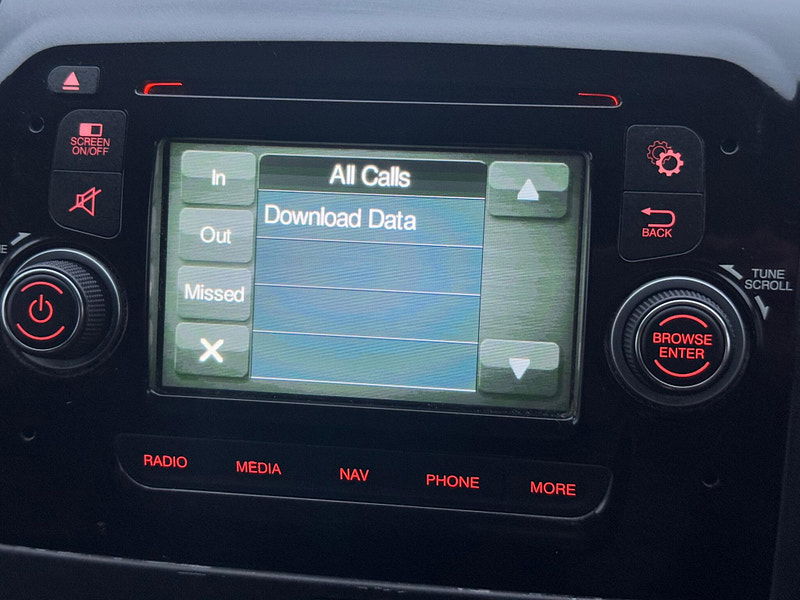 SCREEN
ON/OFF
In
Out
Missed
All Calls
Download Data
BACK
TUNE
SCROLL
BROWSE
ENTER
RADIO
MEDIA
NAV
PHONE
MORE